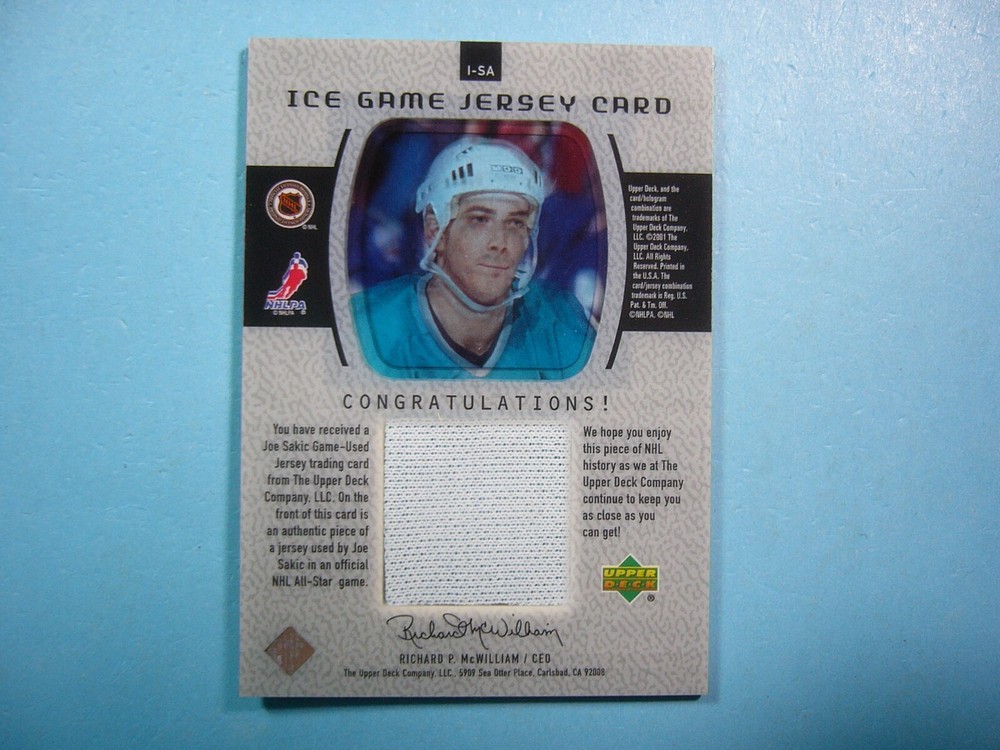 I-SA
ICE GAME JERSEY CARD
NHL
© NHL
NHLPA
© NHLPA
Upper Deck, and the
card/hologram
combination are
trademarks of The
Upper Deck Company,
LLC. ©2001 The
Upper Deck Company,
LLC. All Rights
Reserved. Printed in
the U.S.A. The
card/jersey combination
trademark is Reg. U.S.
Pat. & Tm. Off.
©NHLPA. ©NHL
CONGRATULATIONS!
You have received a
Joe Sakic Game-Used
Jersey trading card
from The Upper Deck
Company, LLC. On the
front of this card is
an authentic piece of
a jersey used by Joe
Sakic in an official
NHL All-Star game.
We hope you enjoy
this piece of NHL
history as we at The
Upper Deck Company
continue to keep you
as close as you
can get!
UPPER
DECK
®
Richard McWilliam
RICHARD P. McWILLIAM / CEO
The Upper Deck Company, LLC., 5909 Sea Otter Place, Carlsbad, CA 92008